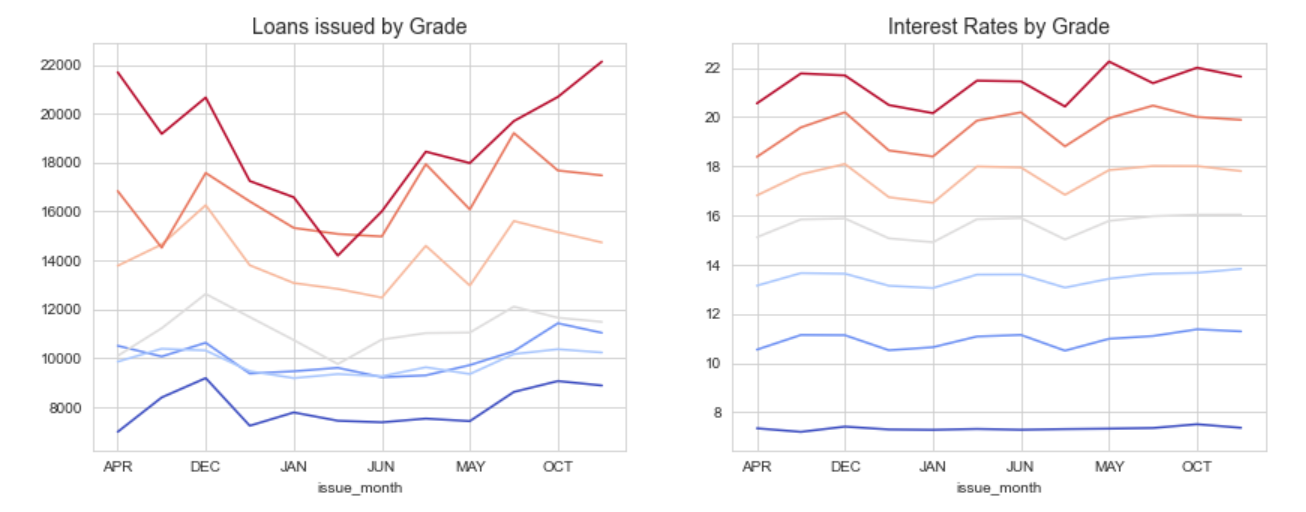 Loans issued by Grade
22000
20000
18000
16000
14000
12000
10000
8000
APR DEC JAN JUN MAY OCT
issue_month
Interest Rates by Grade
22
20
18
16
14
12
10
8
APR DEC JAN JUN MAY OCT
issue_month